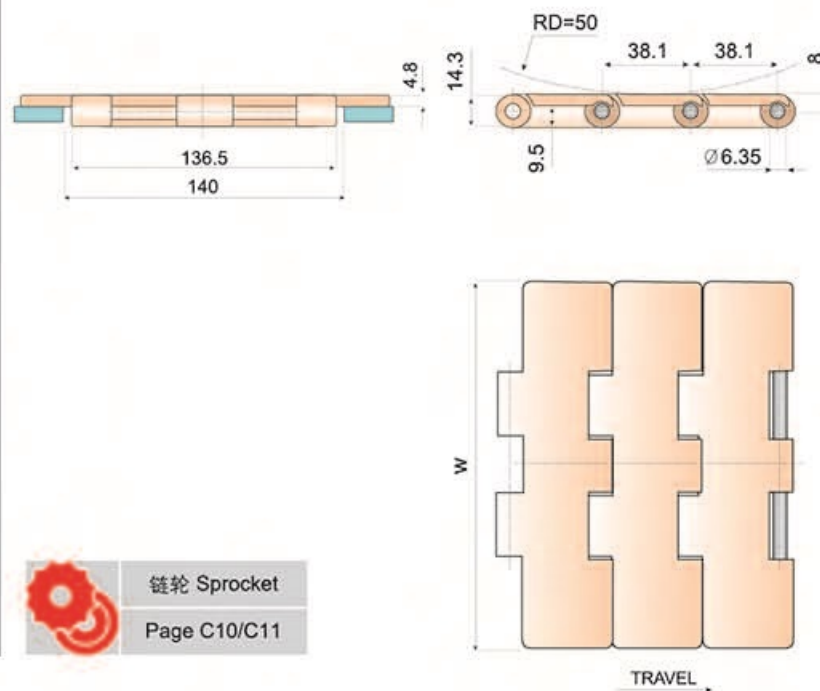 RD=50
38.1
38.1
8
14.3
4.8
9.5
Ø6.35
136.5
140
W
链轮 Sprocket
Page C10/C11
TRAVEL